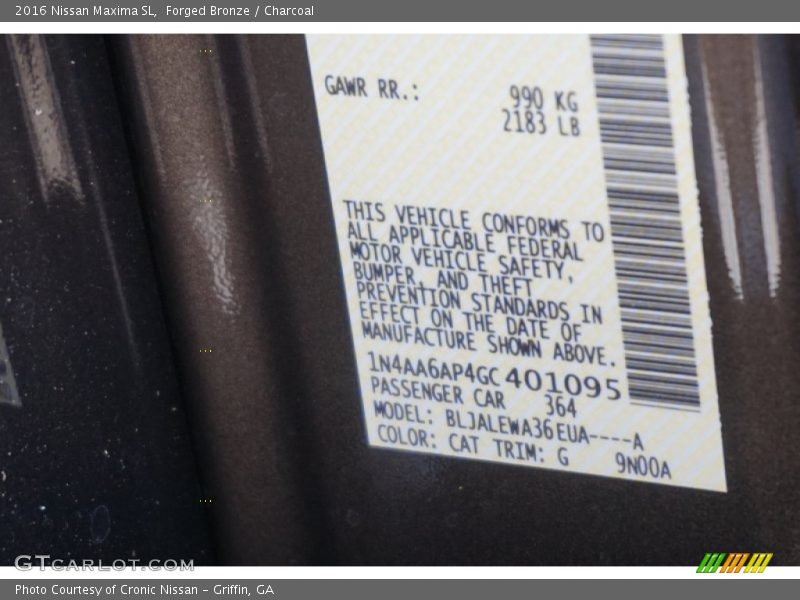 2016 Nissan Maxima SL,  Forged Bronze / Charcoal
GAWR RR.: 990 KG
2183 LB
THIS VEHICLE CONFORMS TO
ALL APPLICABLE FEDERAL
MOTOR VEHICLE SAFETY,
BUMPER, AND THEFT
PREVENTION STANDARDS IN
EFFECT ON THE DATE OF
MANUFACTURE SHOWN ABOVE.
1N4AA6AP4GC401095
PASSENGER CAR 364
MODEL: BLJALEWA36EUA----A
COLOR: CAT TRIM: G 9N00A
GTCARLOT.COM
Photo Courtesy of Cronic Nissan - Griffin, GA